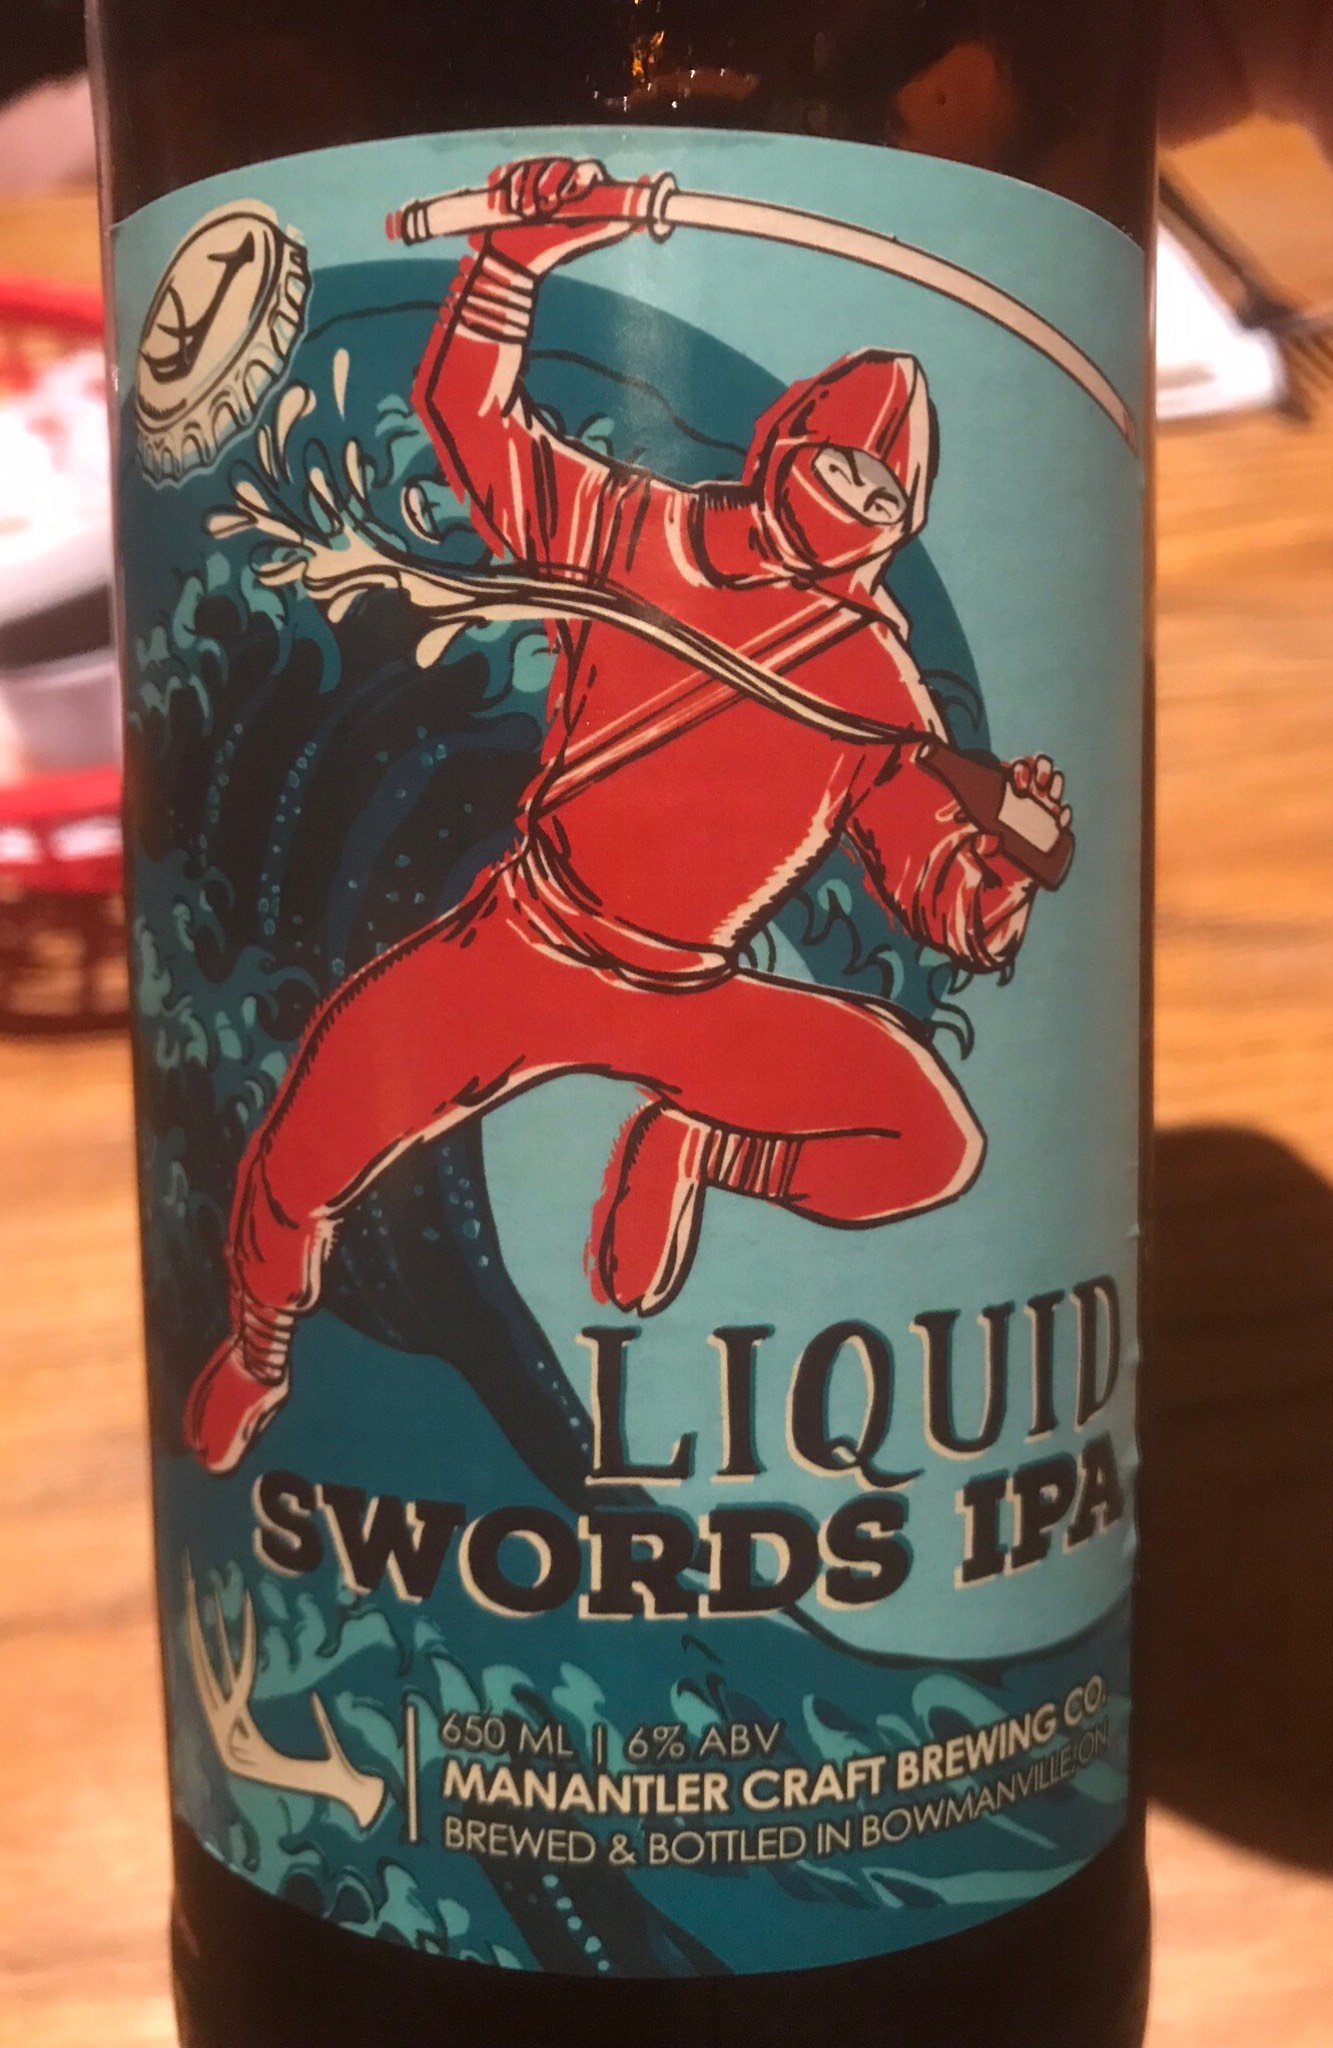 LIQUID
SWORDS IPA
650 ML | 6% ABV
MANANTLER CRAFT BREWING CO.
BREWED & BOTTLED IN BOWMANVILLE, ON